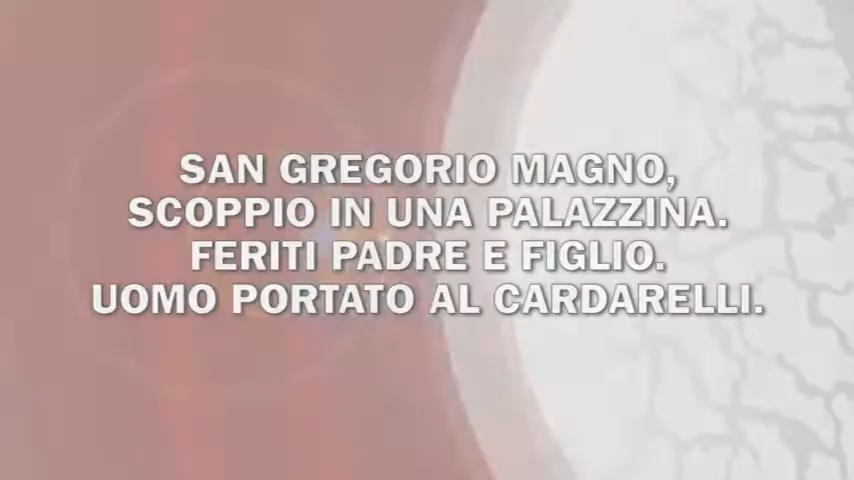 SAN GREGORIO MAGNO,
SCOPPIO IN UNA PALAZZINA.
FERITI PADRE E FIGLIO.
UOMO PORTATO AL CARDARELLI.